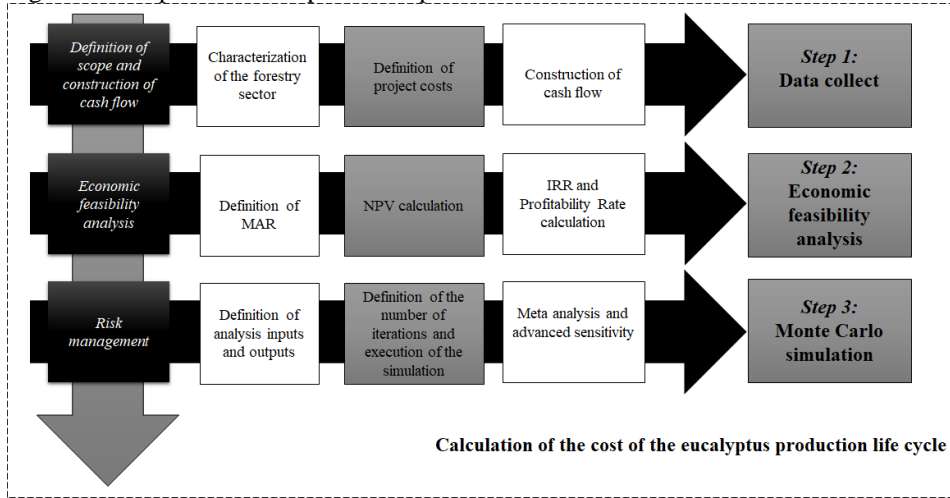 Definition of
scope and
construction of
cash flow
Characterization
of the forestry
sector
Definition of
project costs
Construction of
cash flow
Step 1:
Data collect
Economic
feasibility
analysis
Definition of
MAR
NPV calculation
IRR and
Profitability Rate
calculation
Step 2:
Economic
feasibility
analysis
Risk
management
Definition of
analysis inputs
and outputs
Definition of the
number of
iterrations and
execution of the
simulation
Meta analysis and
advanced sensitivity
Step 3:
Monte Carlo
simulation
Calculation of the cost of the eucalyptus production life cycle